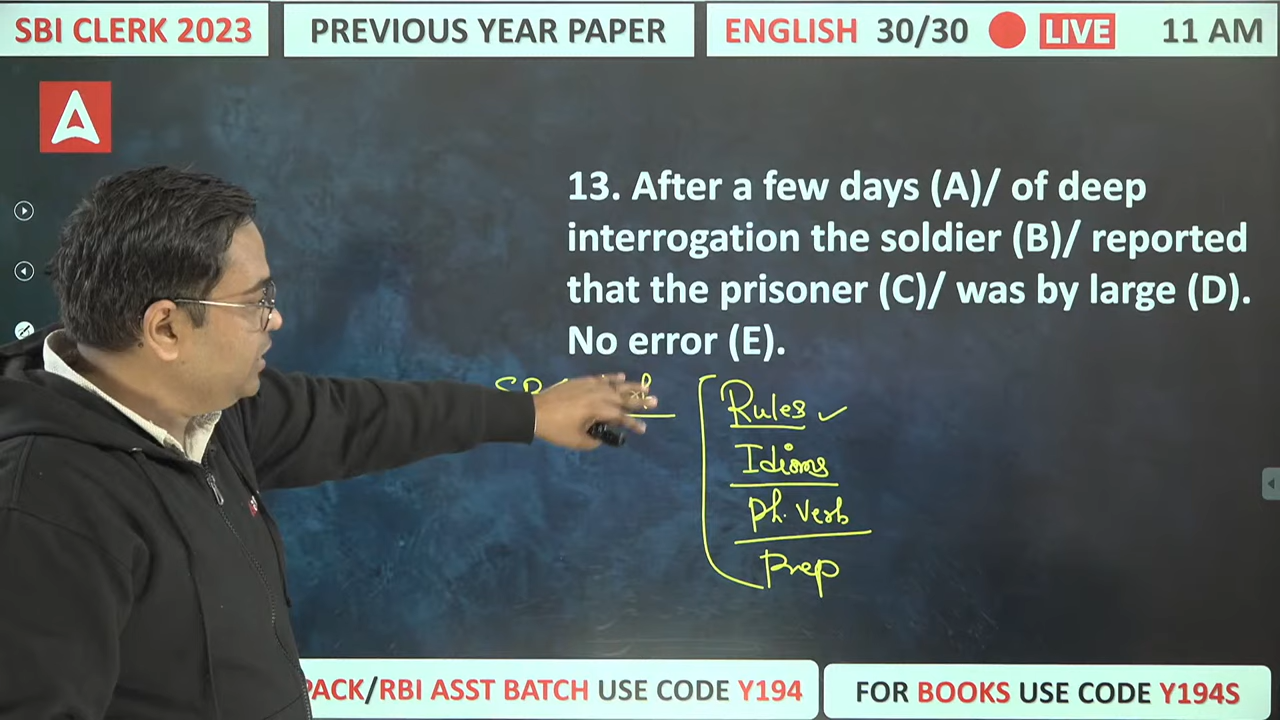 SBI CLERK 2023
PREVIOUS YEAR PAPER
ENGLISH 30/30 LIVE 11 AM
A
13. After a few days (A)/ of deep
interrogation the soldier (B)/ reported
that the prisoner (C)/ was by large (D).
No error (E).
Rules
Idioms
Ph. Verb
Prep
PACK/RBI ASST BATCH USE CODE Y194
FOR BOOKS USE CODE Y194S